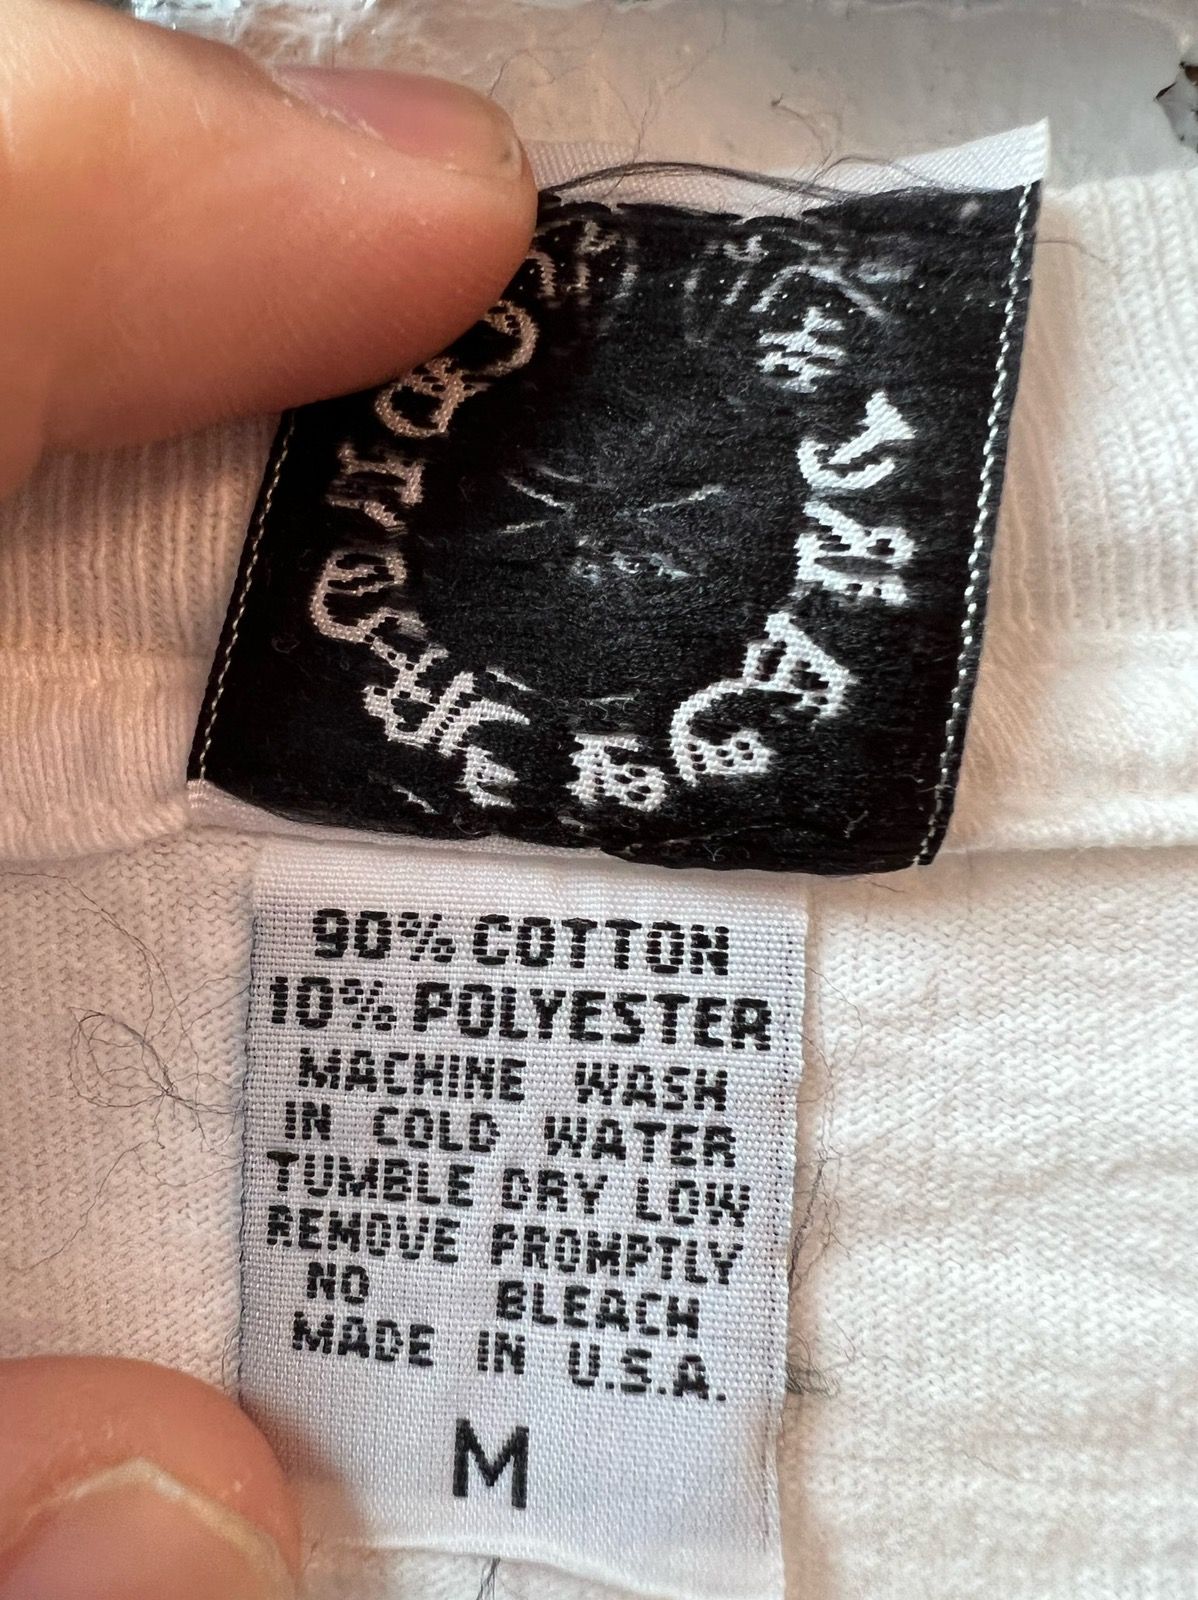 90% COTTON
10% POLYESTER
MACHINE WASH
IN COLD WATER
TUMBLE DRY LOW
REMOVE PROMPTLY
NO BLEACH
MADE IN U.S.A.
M